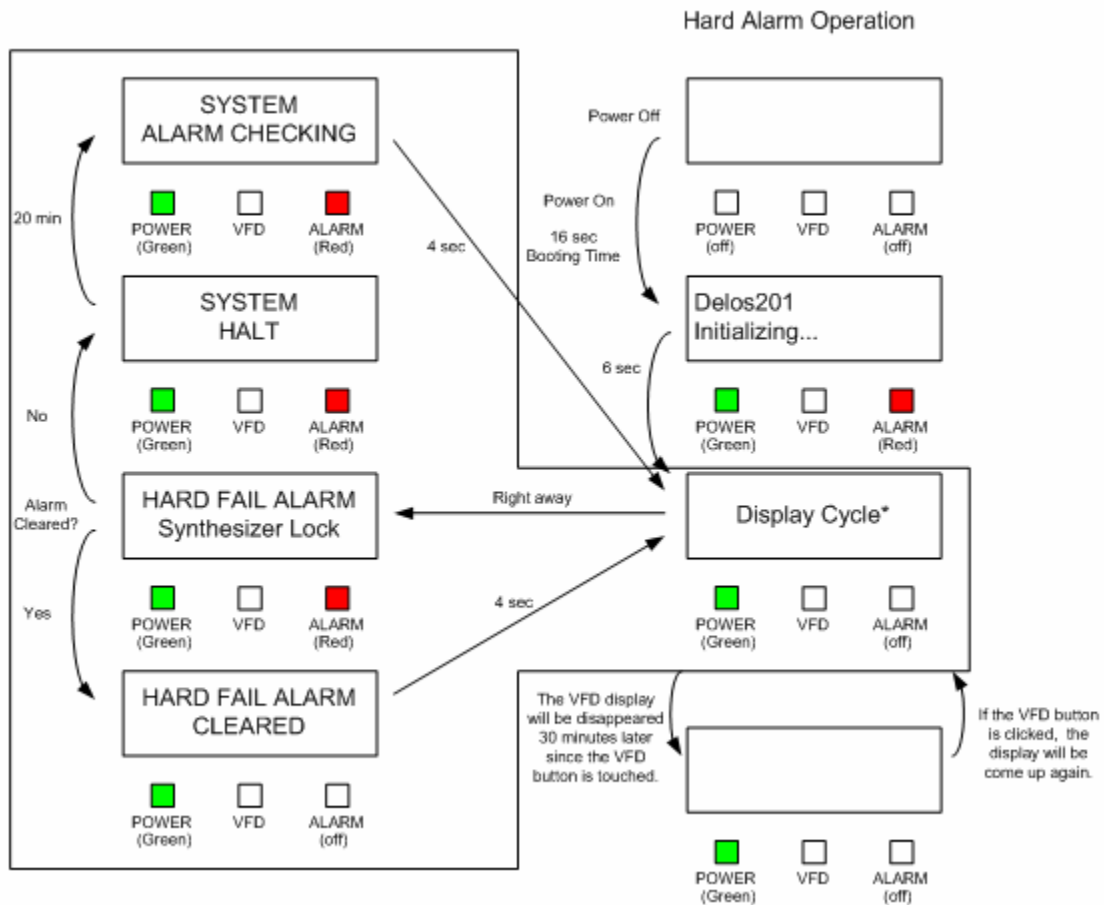 Hard Alarm Operation
SYSTEM
ALARM CHECKING
POWER
(Green)
VFD
ALARM
(Red)
20 min
4 sec
SYSTEM
HALT
POWER
(Green)
VFD
ALARM
(Red)
No
HARD FAIL ALARM
Synthesizer Lock
Alarm
Cleared?
POWER
(Green)
VFD
ALARM
(Red)
Yes
HARD FAIL ALARM
CLEARED
POWER
(Green)
VFD
ALARM
(off)
Right away
4 sec
Power Off
POWER
(off)
VFD
ALARM
(off)
Power On
16 sec
Booting Time
Delos201
Initializing...
POWER
(Green)
VFD
ALARM
(Red)
6 sec
Display Cycle*
POWER
(Green)
VFD
ALARM
(off)
The VFD display
will be disappeared
30 minutes later
since the VFD
button is touched.
If the VFD button
is clicked, the
display will be
come up again.
POWER
(Green)
VFD
ALARM
(off)